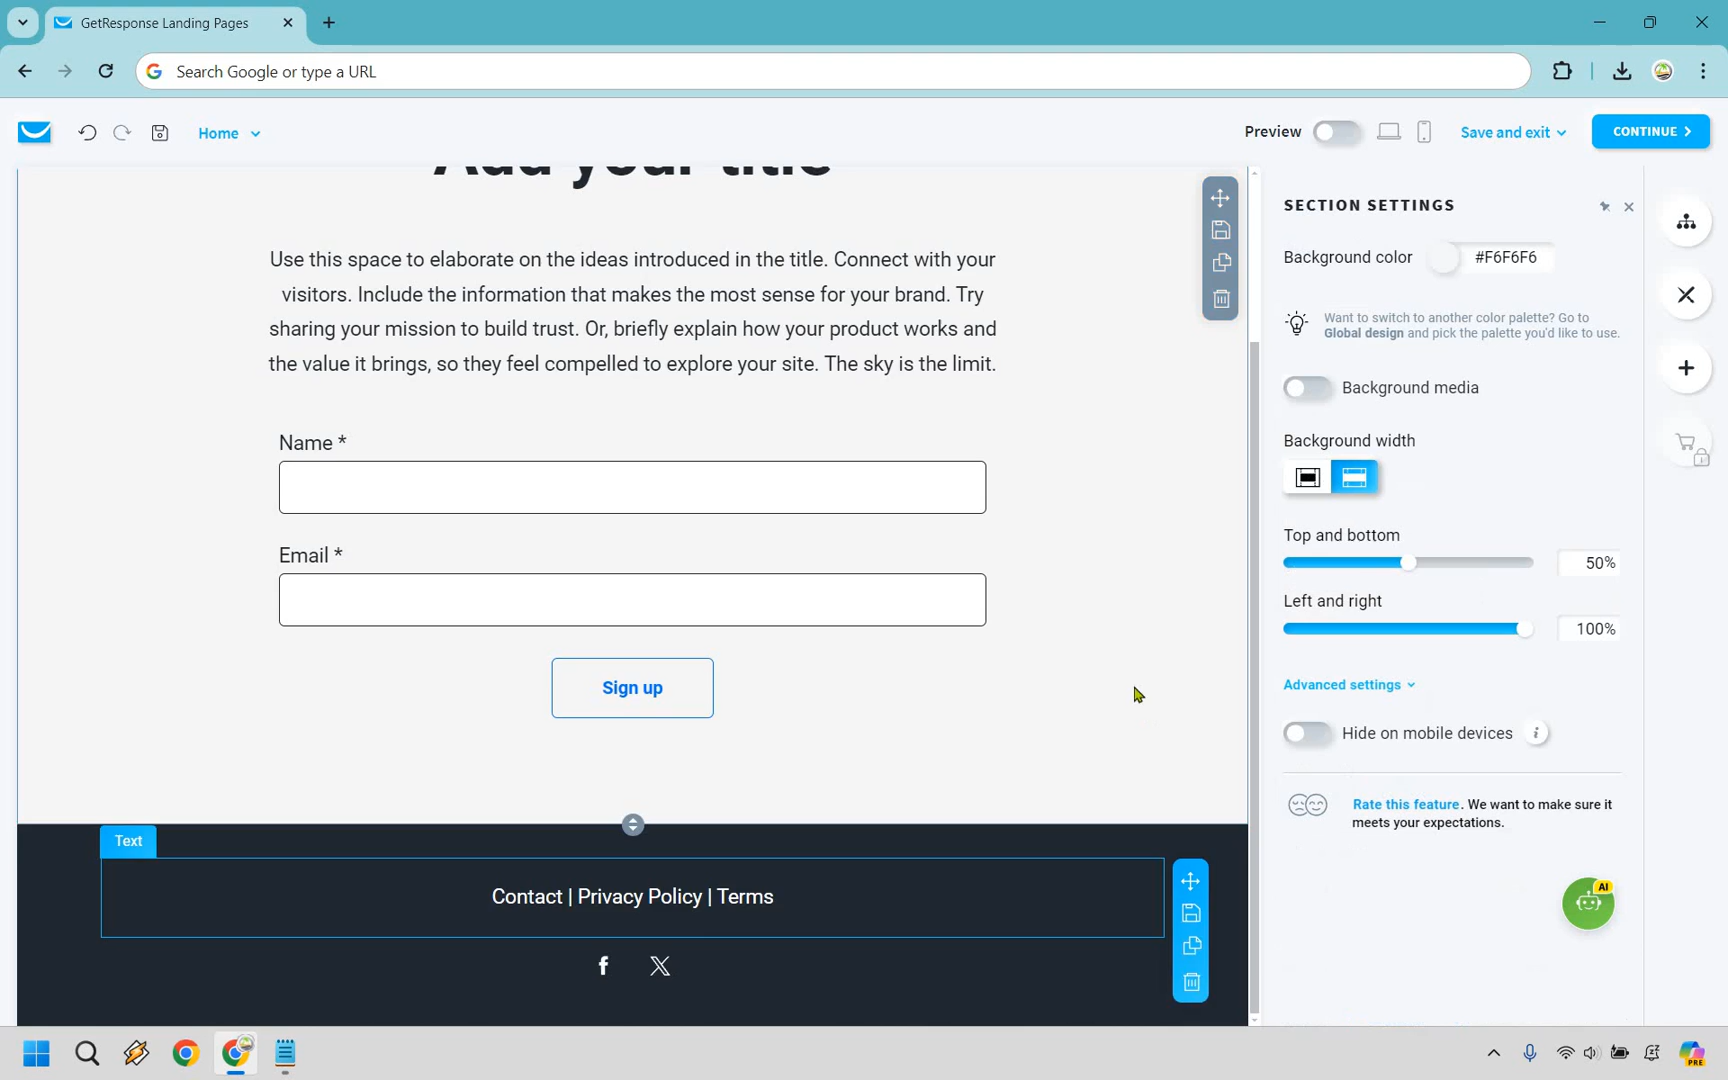 GetResponse Landing Pages
Search Google or type a URL
Home
Preview
Save and exit
CONTINUE
Add your title
Use this space to elaborate on the ideas introduced in the title. Connect with your
visitors. Include the information that makes the most sense for your brand. Try
sharing your mission to build trust. Or, briefly explain how your product works and
the value it brings, so they feel compelled to explore your site. The sky is the limit.
Name *
Email *
Sign up
Text
Contact | Privacy Policy | Terms
SECTION SETTINGS
Background color
#F6F6F6
Want to switch to another color palette? Go to
Global design and pick the palette you'd like to use.
Background media
Background width
Top and bottom
50%
Left and right
100%
Advanced settings
Hide on mobile devices
i
Rate this feature. We want to make sure it
meets your expectations.
AI
PRE